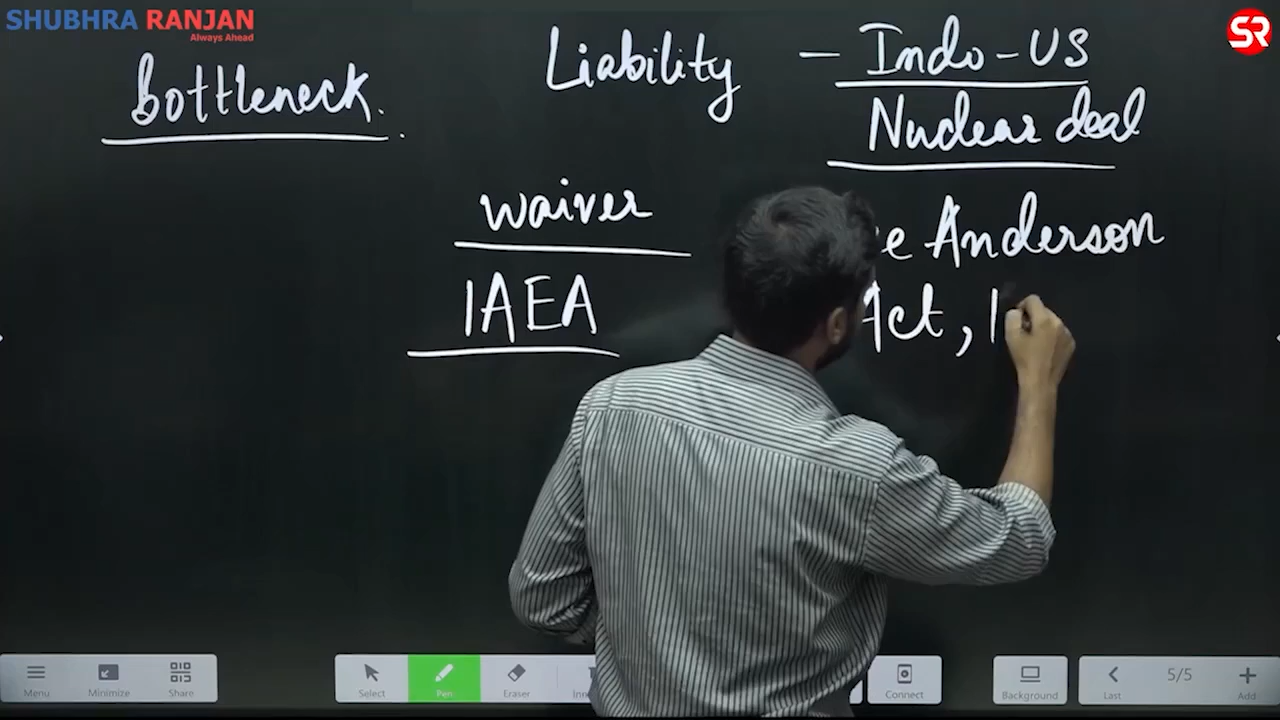 SHUBHRA RANJAN
Always Ahead
SR
Bottleneck.
Liability - Indo-US
Nuclear deal
waiver
IAEA
e Anderson
Act, 1
Menu
Minimize
Share
Select
Pen
Eraser
Connect
Background
Last
5/5
Add